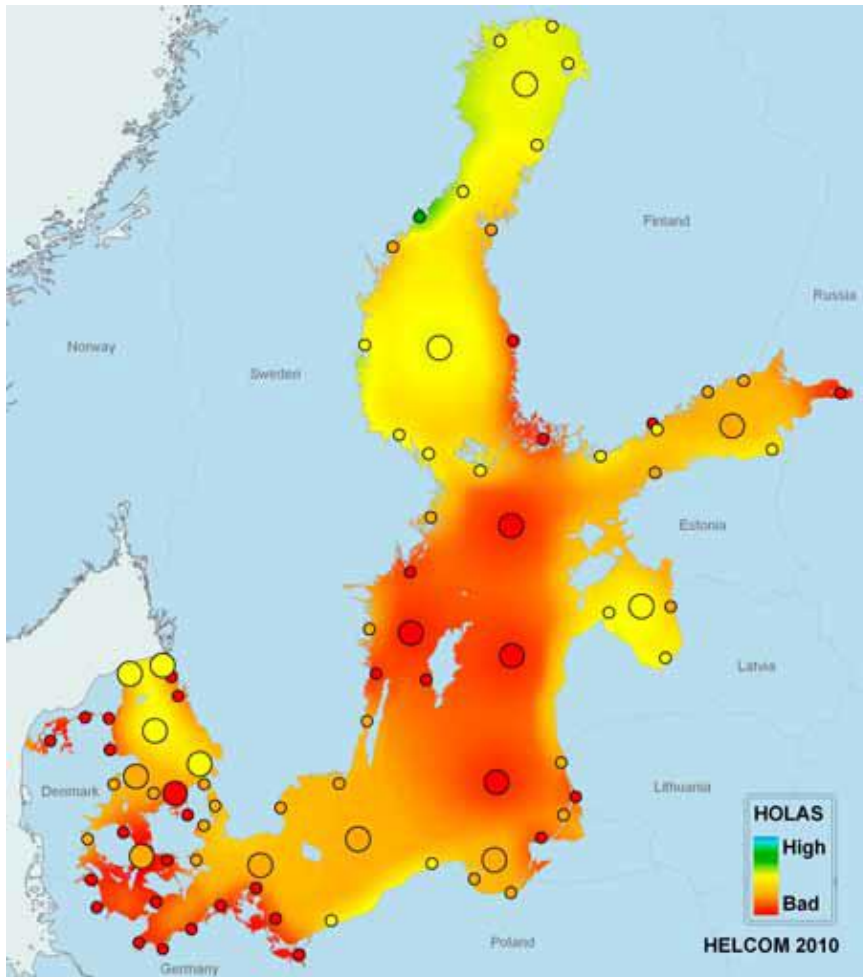 Finland
Russia
Norway
Sweden
Estonia
Latvia
Denmark
Lithuania
HOLAS
High
Bad
HELCOM 2010
Poland
Germany